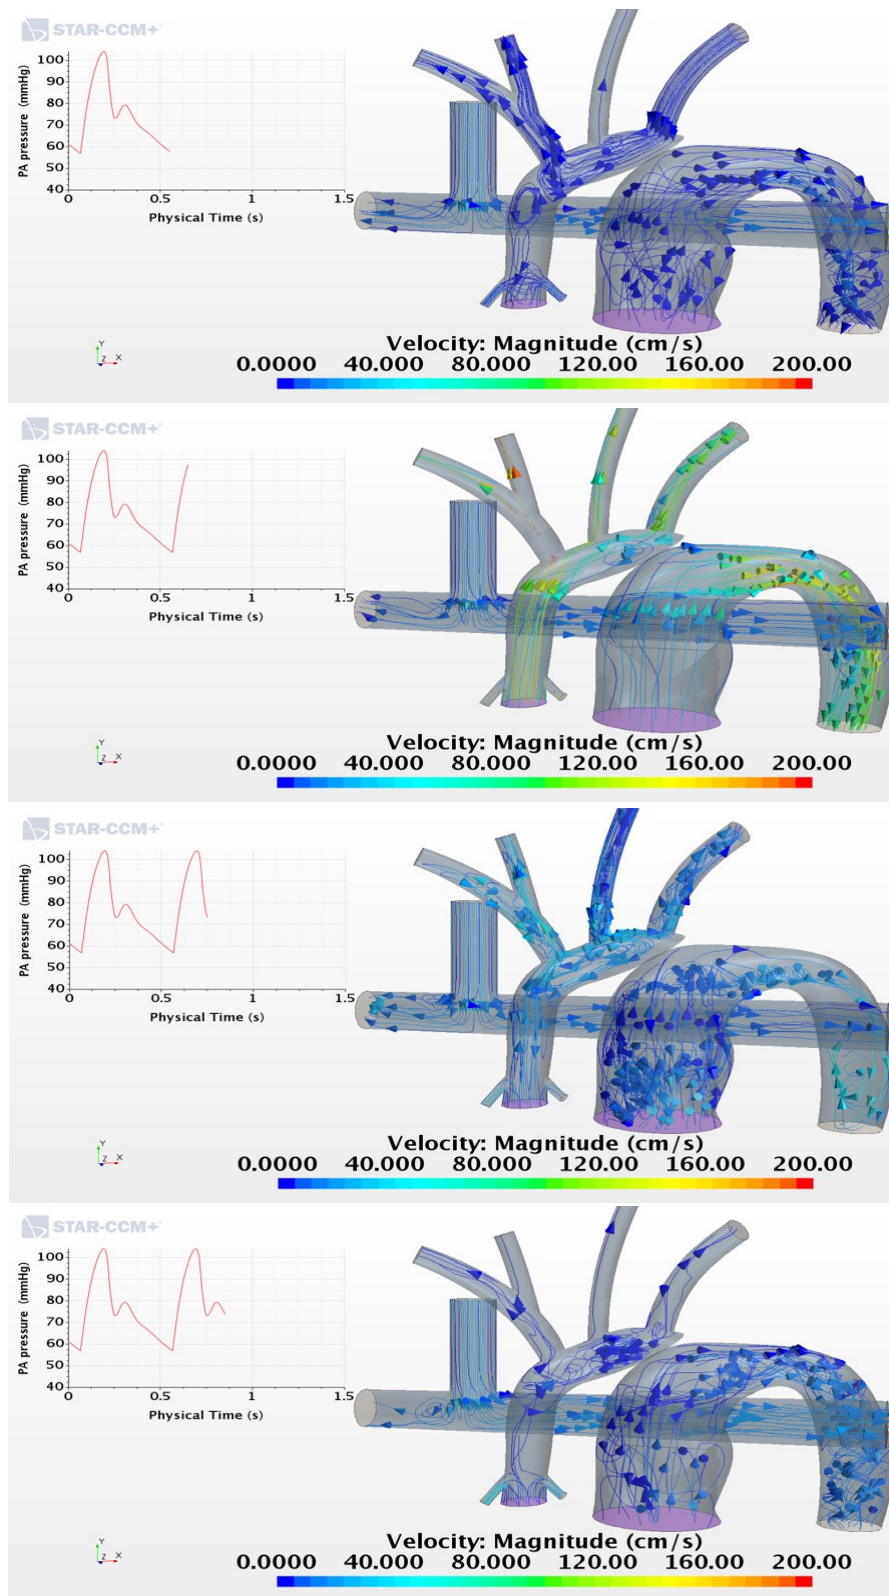 STAR-CCM+
100
90
80
70
60
50
40
PA pressure (mmHg)
0
0.5
1
1.5
Physical Time (s)
Y
Z
X
Velocity: Magnitude (cm/s)
0.0000
40.000
80.000
120.00
160.00
200.00
STAR-CCM+
100
90
80
70
60
50
40
PA pressure (mmHg)
0
0.5
1
1.5
Physical Time (s)
Y
Z
X
Velocity: Magnitude (cm/s)
0.0000
40.000
80.000
120.00
160.00
200.00
STAR-CCM+
100
90
80
70
60
50
40
PA pressure (mmHg)
0
0.5
1
1.5
Physical Time (s)
Y
Z
X
Velocity: Magnitude (cm/s)
0.0000
40.000
80.000
120.00
160.00
200.00
STAR-CCM+
100
90
80
70
60
50
40
PA pressure (mmHg)
0
0.5
1
1.5
Physical Time (s)
Y
Z
X
Velocity: Magnitude (cm/s)
0.0000
40.000
80.000
120.00
160.00
200.00